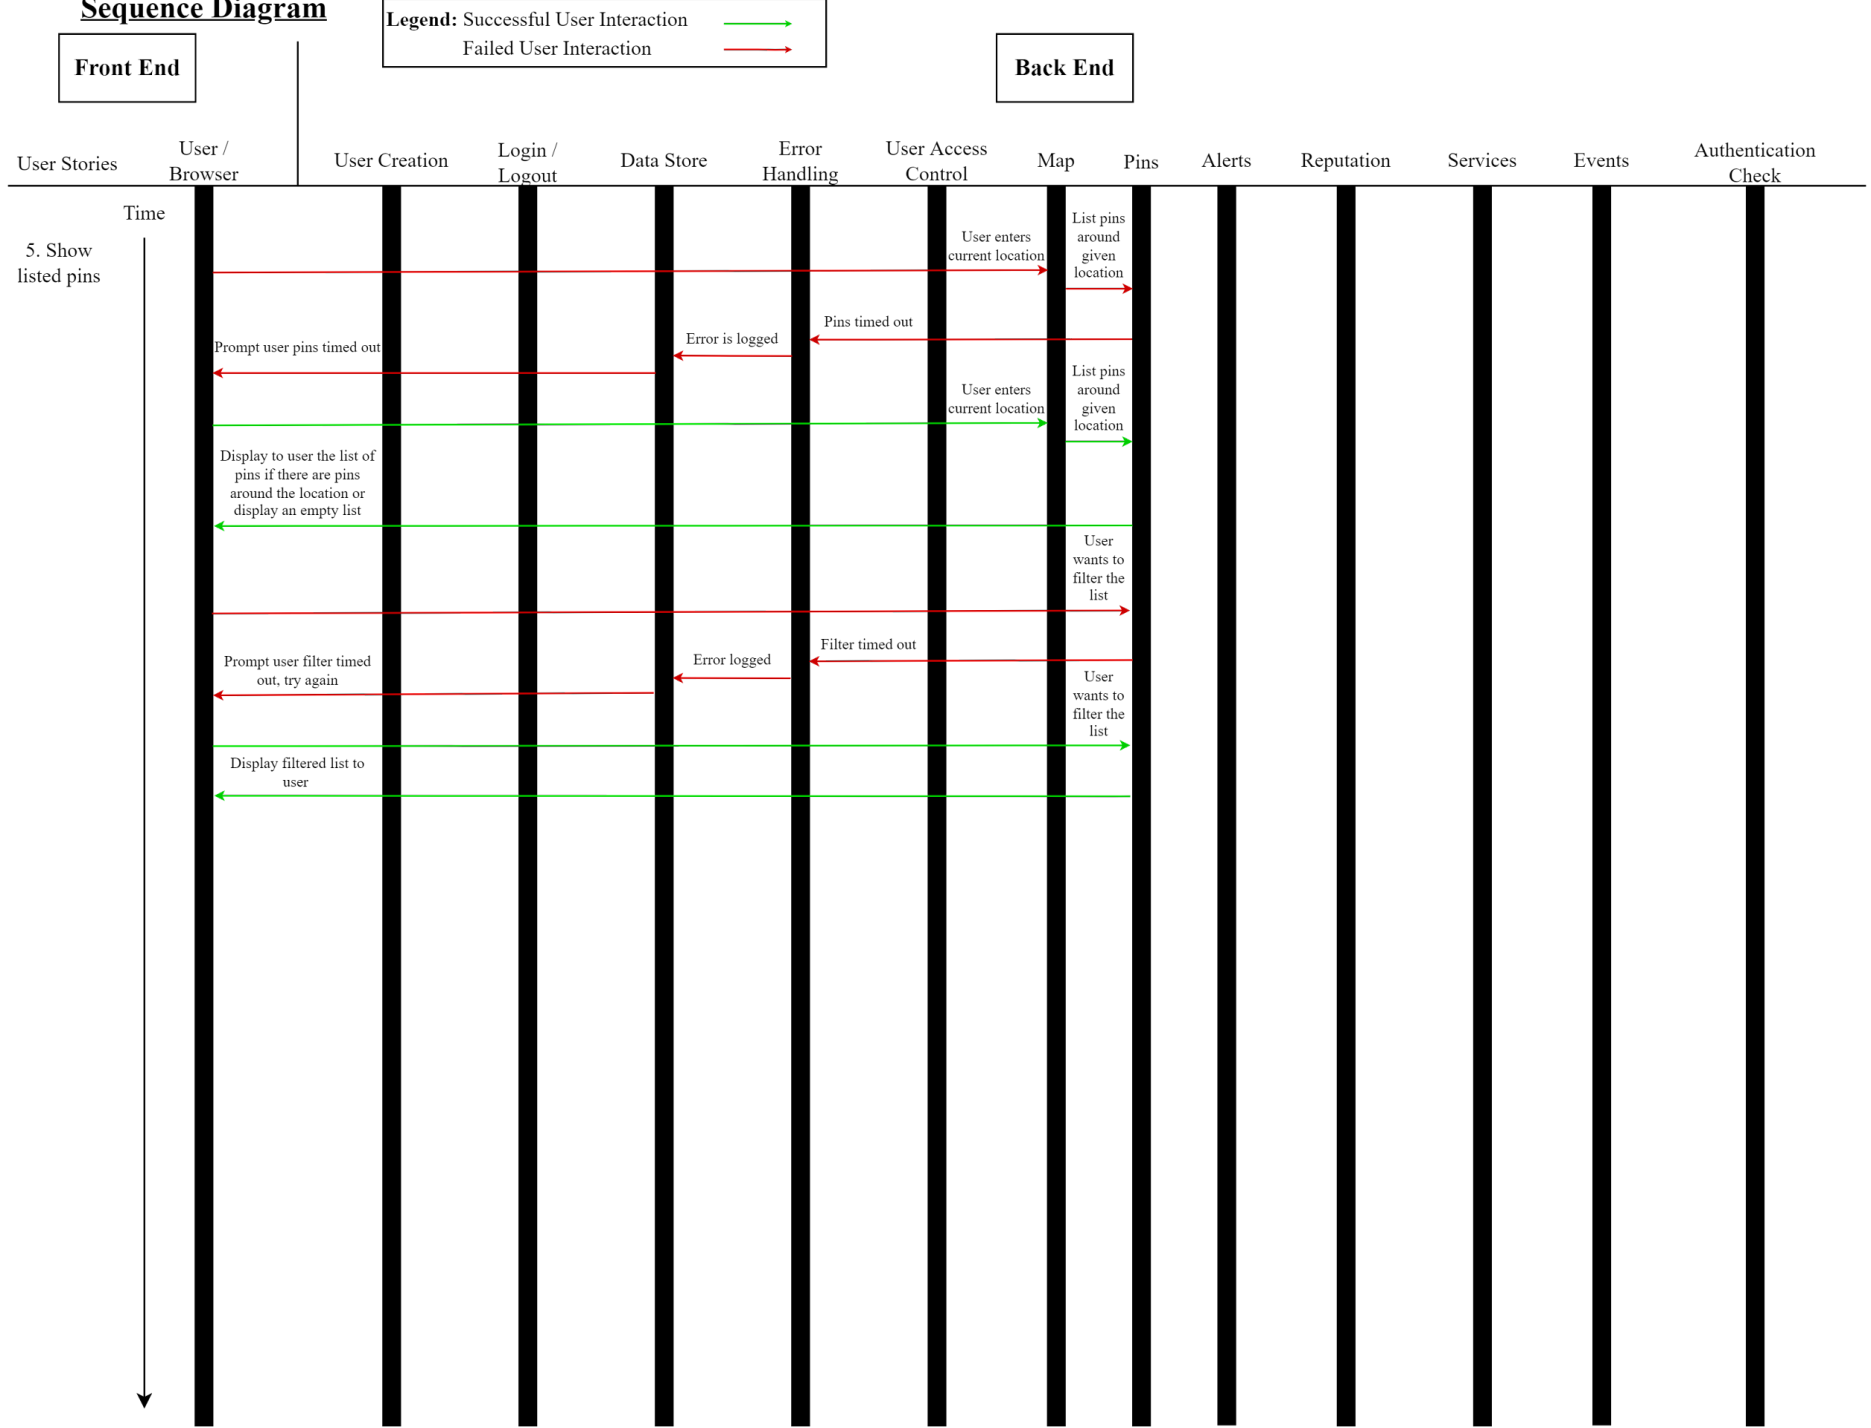 Sequence Diagram
Legend: Successful User Interaction
Failed User Interaction
Front End
Back End
User Stories
User /
Browser
User Creation
Login /
Logout
Data Store
Error
Handling
User Access
Control
Map
Pins
Alerts
Reputation
Services
Events
Authentication
Check
Time
5. Show
listed pins
User enters
current location
List pins
around
given
location
Pins timed out
Error is logged
Prompt user pins timed out
User enters
current location
List pins
around
given
location
Display to user the list of
pins if there are pins
around the location or
display an empty list
User
wants to
filter the
list
Filter timed out
Error logged
Prompt user filter timed
out, try again
User
wants to
filter the
list
Display filtered list to
user